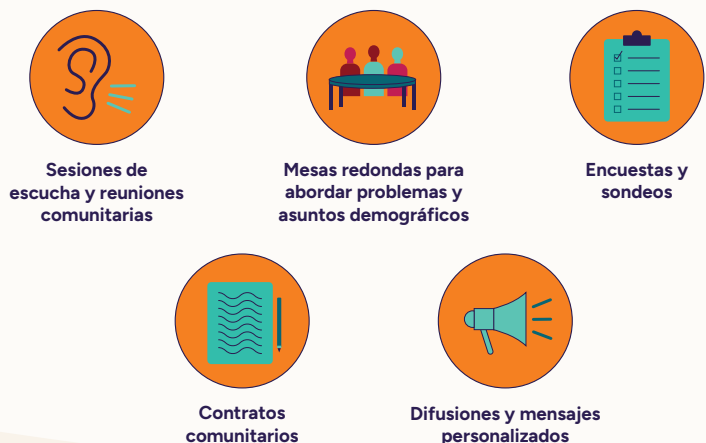 Sesiones de
escucha y reuniones
comunitarias
Mesas redondas para
abordar problemas y
asuntos demográficos
Encuestas y
sondeos
Contratos
comunitarios
Difusiones y mensajes
personalizados